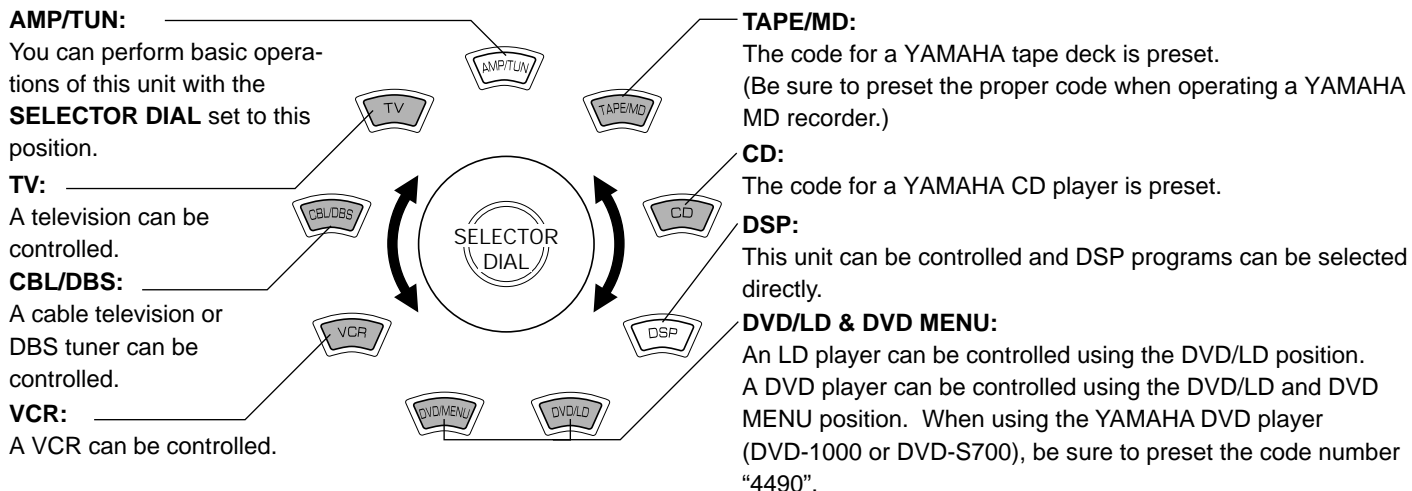 AMP/TUN:
You can perform basic opera-
tions of this unit with the
SELECTOR DIAL set to this
position.
TV:
A television can be
controlled.
CBL/DBS:
A cable television or
DBS tuner can be
controlled.
VCR:
A VCR can be controlled.
AMP/TUN
TV
TAPE/MD
CBL/DBS
CD
SELECTOR
DIAL
VCR
DSP
DVD/MENU
DVD/LD
TAPE/MD:
The code for a YAMAHA tape deck is preset.
(Be sure to preset the proper code when operating a YAMAHA
MD recorder.)
CD:
The code for a YAMAHA CD player is preset.
DSP:
This unit can be controlled and DSP programs can be selected
directly.
DVD/LD & DVD MENU:
An LD player can be controlled using the DVD/LD position.
A DVD player can be controlled using the DVD/LD and DVD
MENU position. When using the YAMAHA DVD player
(DVD-1000 or DVD-S700), be sure to preset the code number
“4490”.